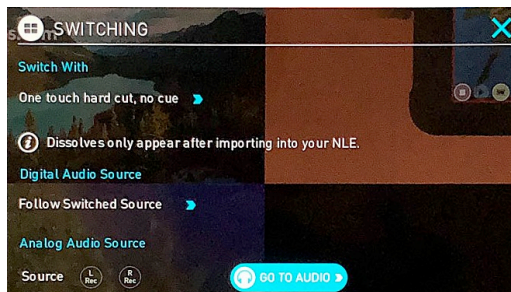 SWITCHING
Switch With
One touch hard cut, no cue
Dissolves only appear after importing into your NLE.
Digital Audio Source
Follow Switched Source
Analog Audio Source
Source L Rec R Rec GO TO AUDIO